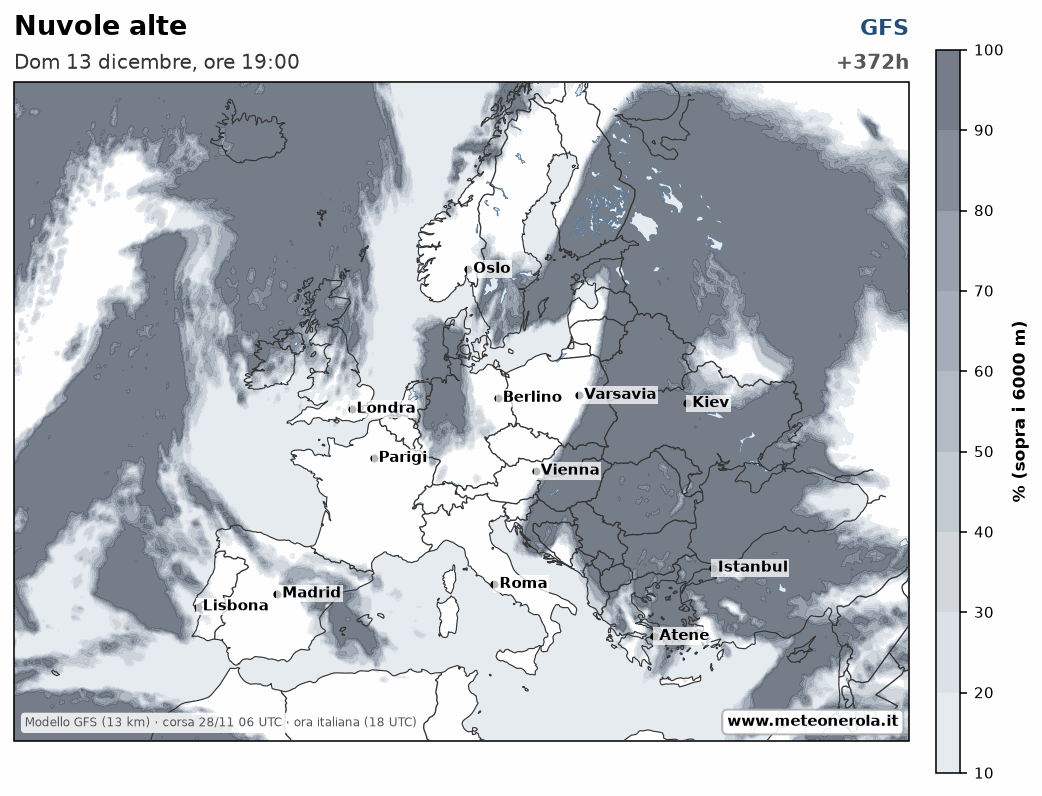 Nuvole alte
GFS
Dom 13 dicembre, ore 19:00
+372h
100
90
80
70
60
50
40
30
20
10
% (sopra i 6000 m)
Oslo
Londra
Berlino
Varsavia
Kiev
Parigi
Vienna
Istanbul
Roma
Madrid
Lisbona
Atene
Modello GFS (13 km) · corsa 28/11 06 UTC · ora italiana (18 UTC)
www.meteonerola.it